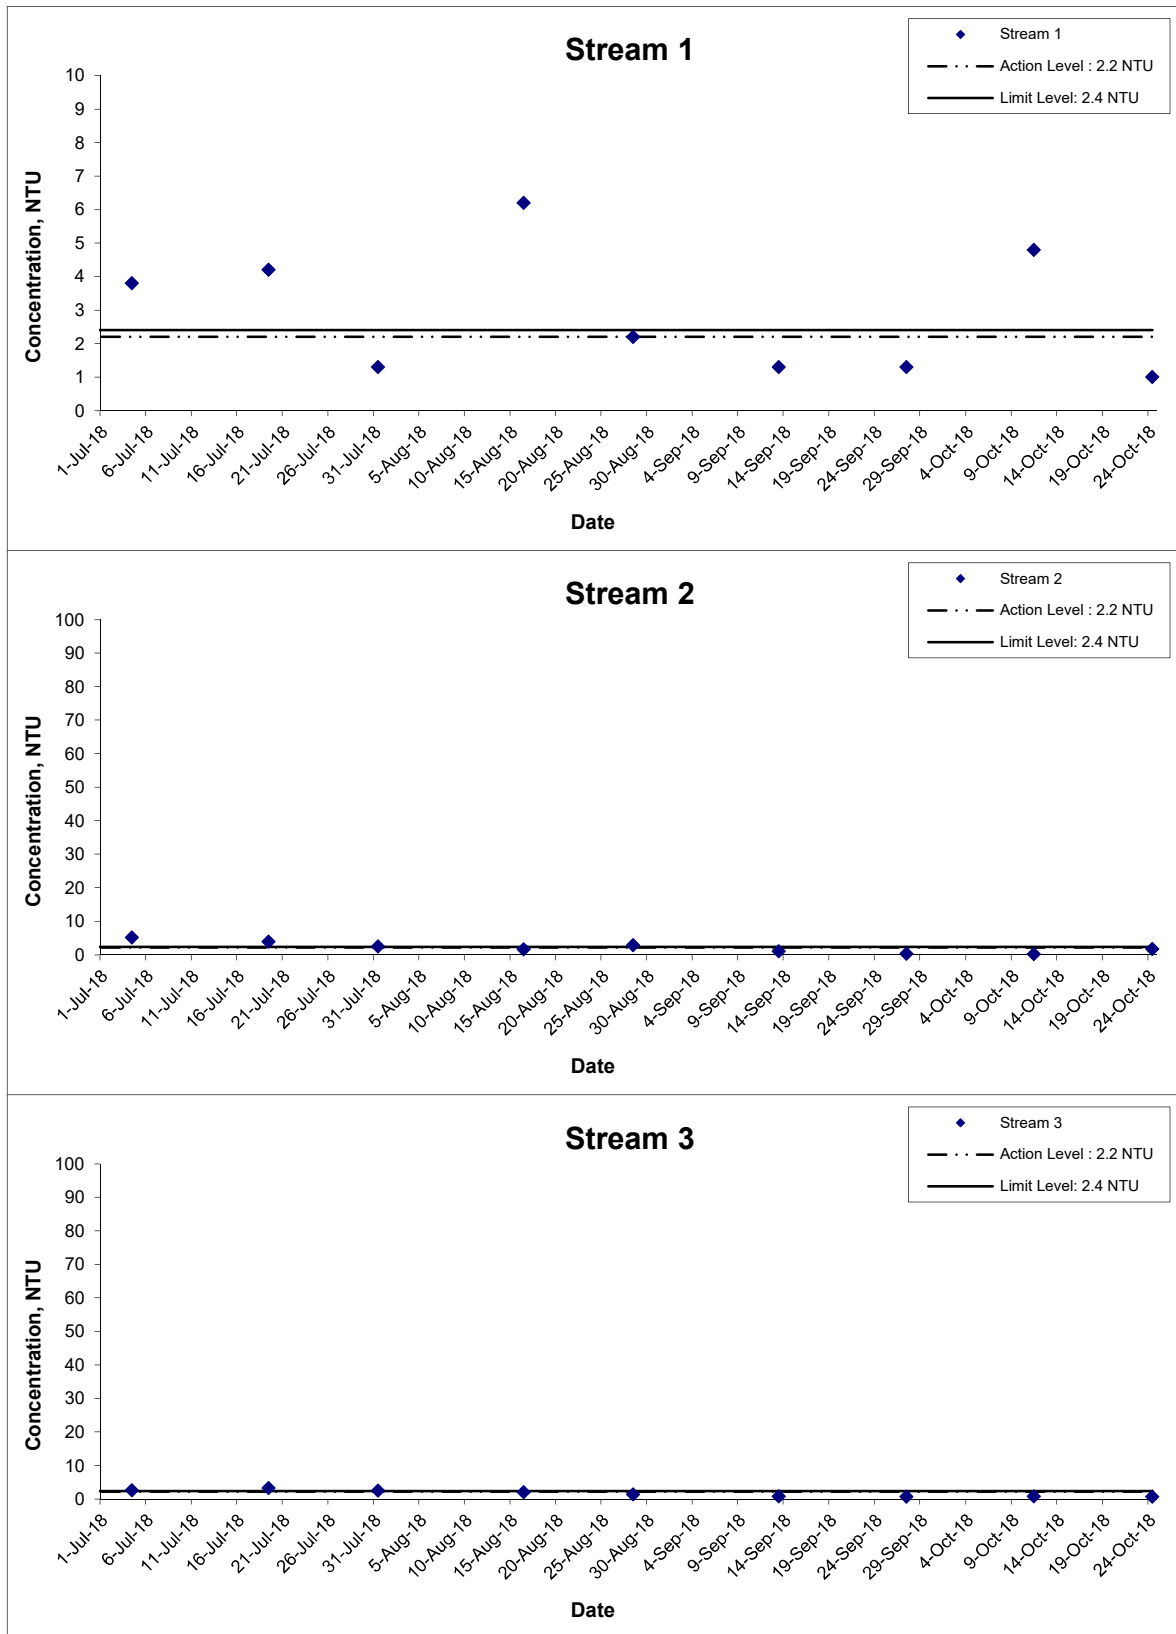 Stream 1
Stream 1
Action Level : 2.2 NTU
Limit Level: 2.4 NTU
Concentration, NTU
10
9
8
7
6
5
4
3
2
1
0
1-Jul-18
6-Jul-18
11-Jul-18
16-Jul-18
21-Jul-18
26-Jul-18
31-Jul-18
5-Aug-18
10-Aug-18
15-Aug-18
20-Aug-18
25-Aug-18
30-Aug-18
4-Sep-18
9-Sep-18
14-Sep-18
19-Sep-18
24-Sep-18
29-Sep-18
4-Oct-18
9-Oct-18
14-Oct-18
19-Oct-18
24-Oct-18
Date
Stream 2
Stream 2
Action Level : 2.2 NTU
Limit Level: 2.4 NTU
Concentration, NTU
100
90
80
70
60
50
40
30
20
10
0
1-Jul-18
6-Jul-18
11-Jul-18
16-Jul-18
21-Jul-18
26-Jul-18
31-Jul-18
5-Aug-18
10-Aug-18
15-Aug-18
20-Aug-18
25-Aug-18
30-Aug-18
4-Sep-18
9-Sep-18
14-Sep-18
19-Sep-18
24-Sep-18
29-Sep-18
4-Oct-18
9-Oct-18
14-Oct-18
19-Oct-18
24-Oct-18
Date
Stream 3
Stream 3
Action Level : 2.2 NTU
Limit Level: 2.4 NTU
Concentration, NTU
100
90
80
70
60
50
40
30
20
10
0
1-Jul-18
6-Jul-18
11-Jul-18
16-Jul-18
21-Jul-18
26-Jul-18
31-Jul-18
5-Aug-18
10-Aug-18
15-Aug-18
20-Aug-18
25-Aug-18
30-Aug-18
4-Sep-18
9-Sep-18
14-Sep-18
19-Sep-18
24-Sep-18
29-Sep-18
4-Oct-18
9-Oct-18
14-Oct-18
19-Oct-18
24-Oct-18
Date